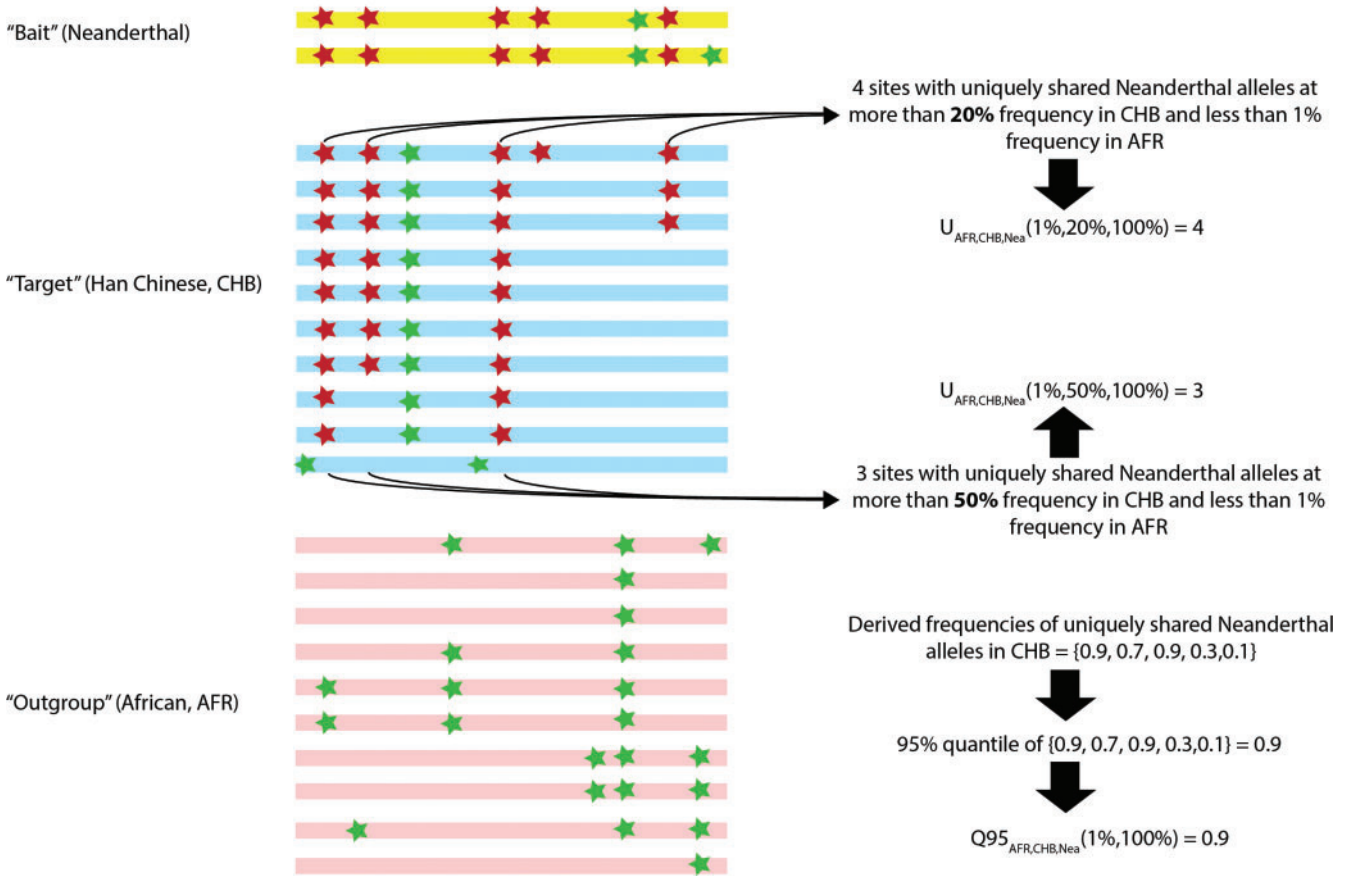 “Bait” (Neanderthal)
4 sites with uniquely shared Neanderthal alleles at
more than 20% frequency in CHB and less than 1%
frequency in AFR
U_AFR,CHB,Nea(1%,20%,100%) = 4
“Target” (Han Chinese, CHB)
U_AFR,CHB,Nea(1%,50%,100%) = 3
3 sites with uniquely shared Neanderthal alleles at
more than 50% frequency in CHB and less than 1%
frequency in AFR
“Outgroup” (African, AFR)
Derived frequencies of uniquely shared Neanderthal
alleles in CHB = {0.9, 0.7, 0.9, 0.3,0.1}
95% quantile of {0.9, 0.7, 0.9, 0.3,0.1} = 0.9
Q95_AFR,CHB,Nea(1%,100%) = 0.9